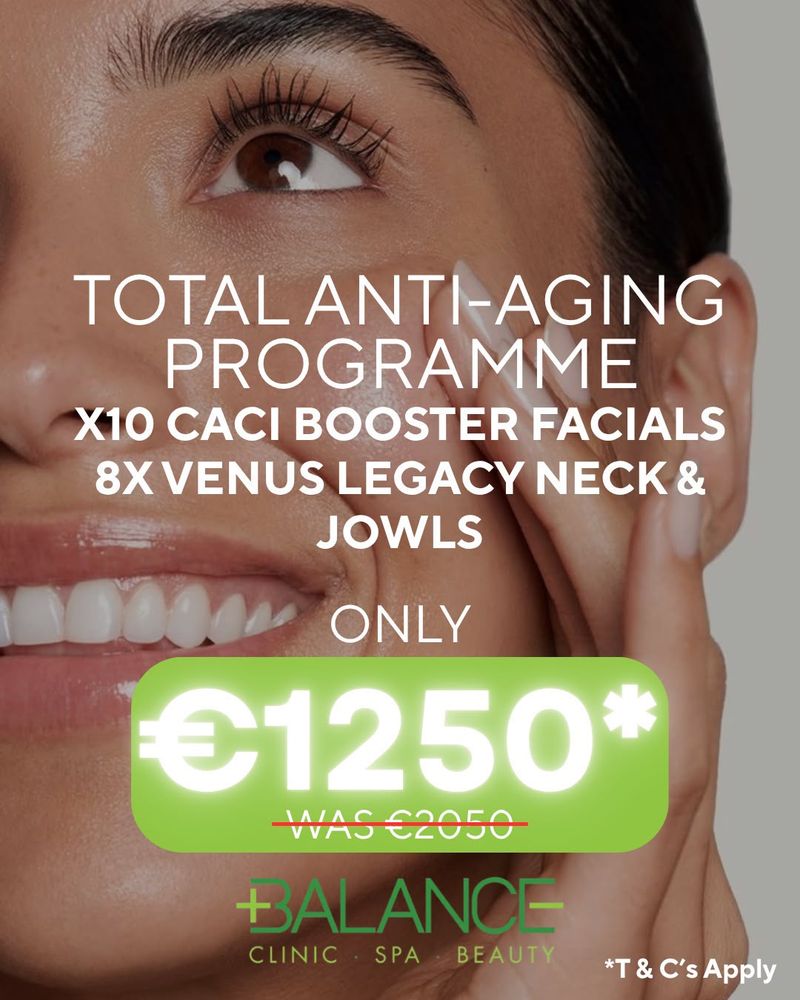 TOTAL ANTI-AGING
PROGRAMME
X10 CACI BOOSTER FACIALS
8X VENUS LEGACY NECK &
JOWLS
ONLY
€1250*
WAS €2050
+BALANCE
CLINIC · SPA · BEAUTY
*T & C's Apply